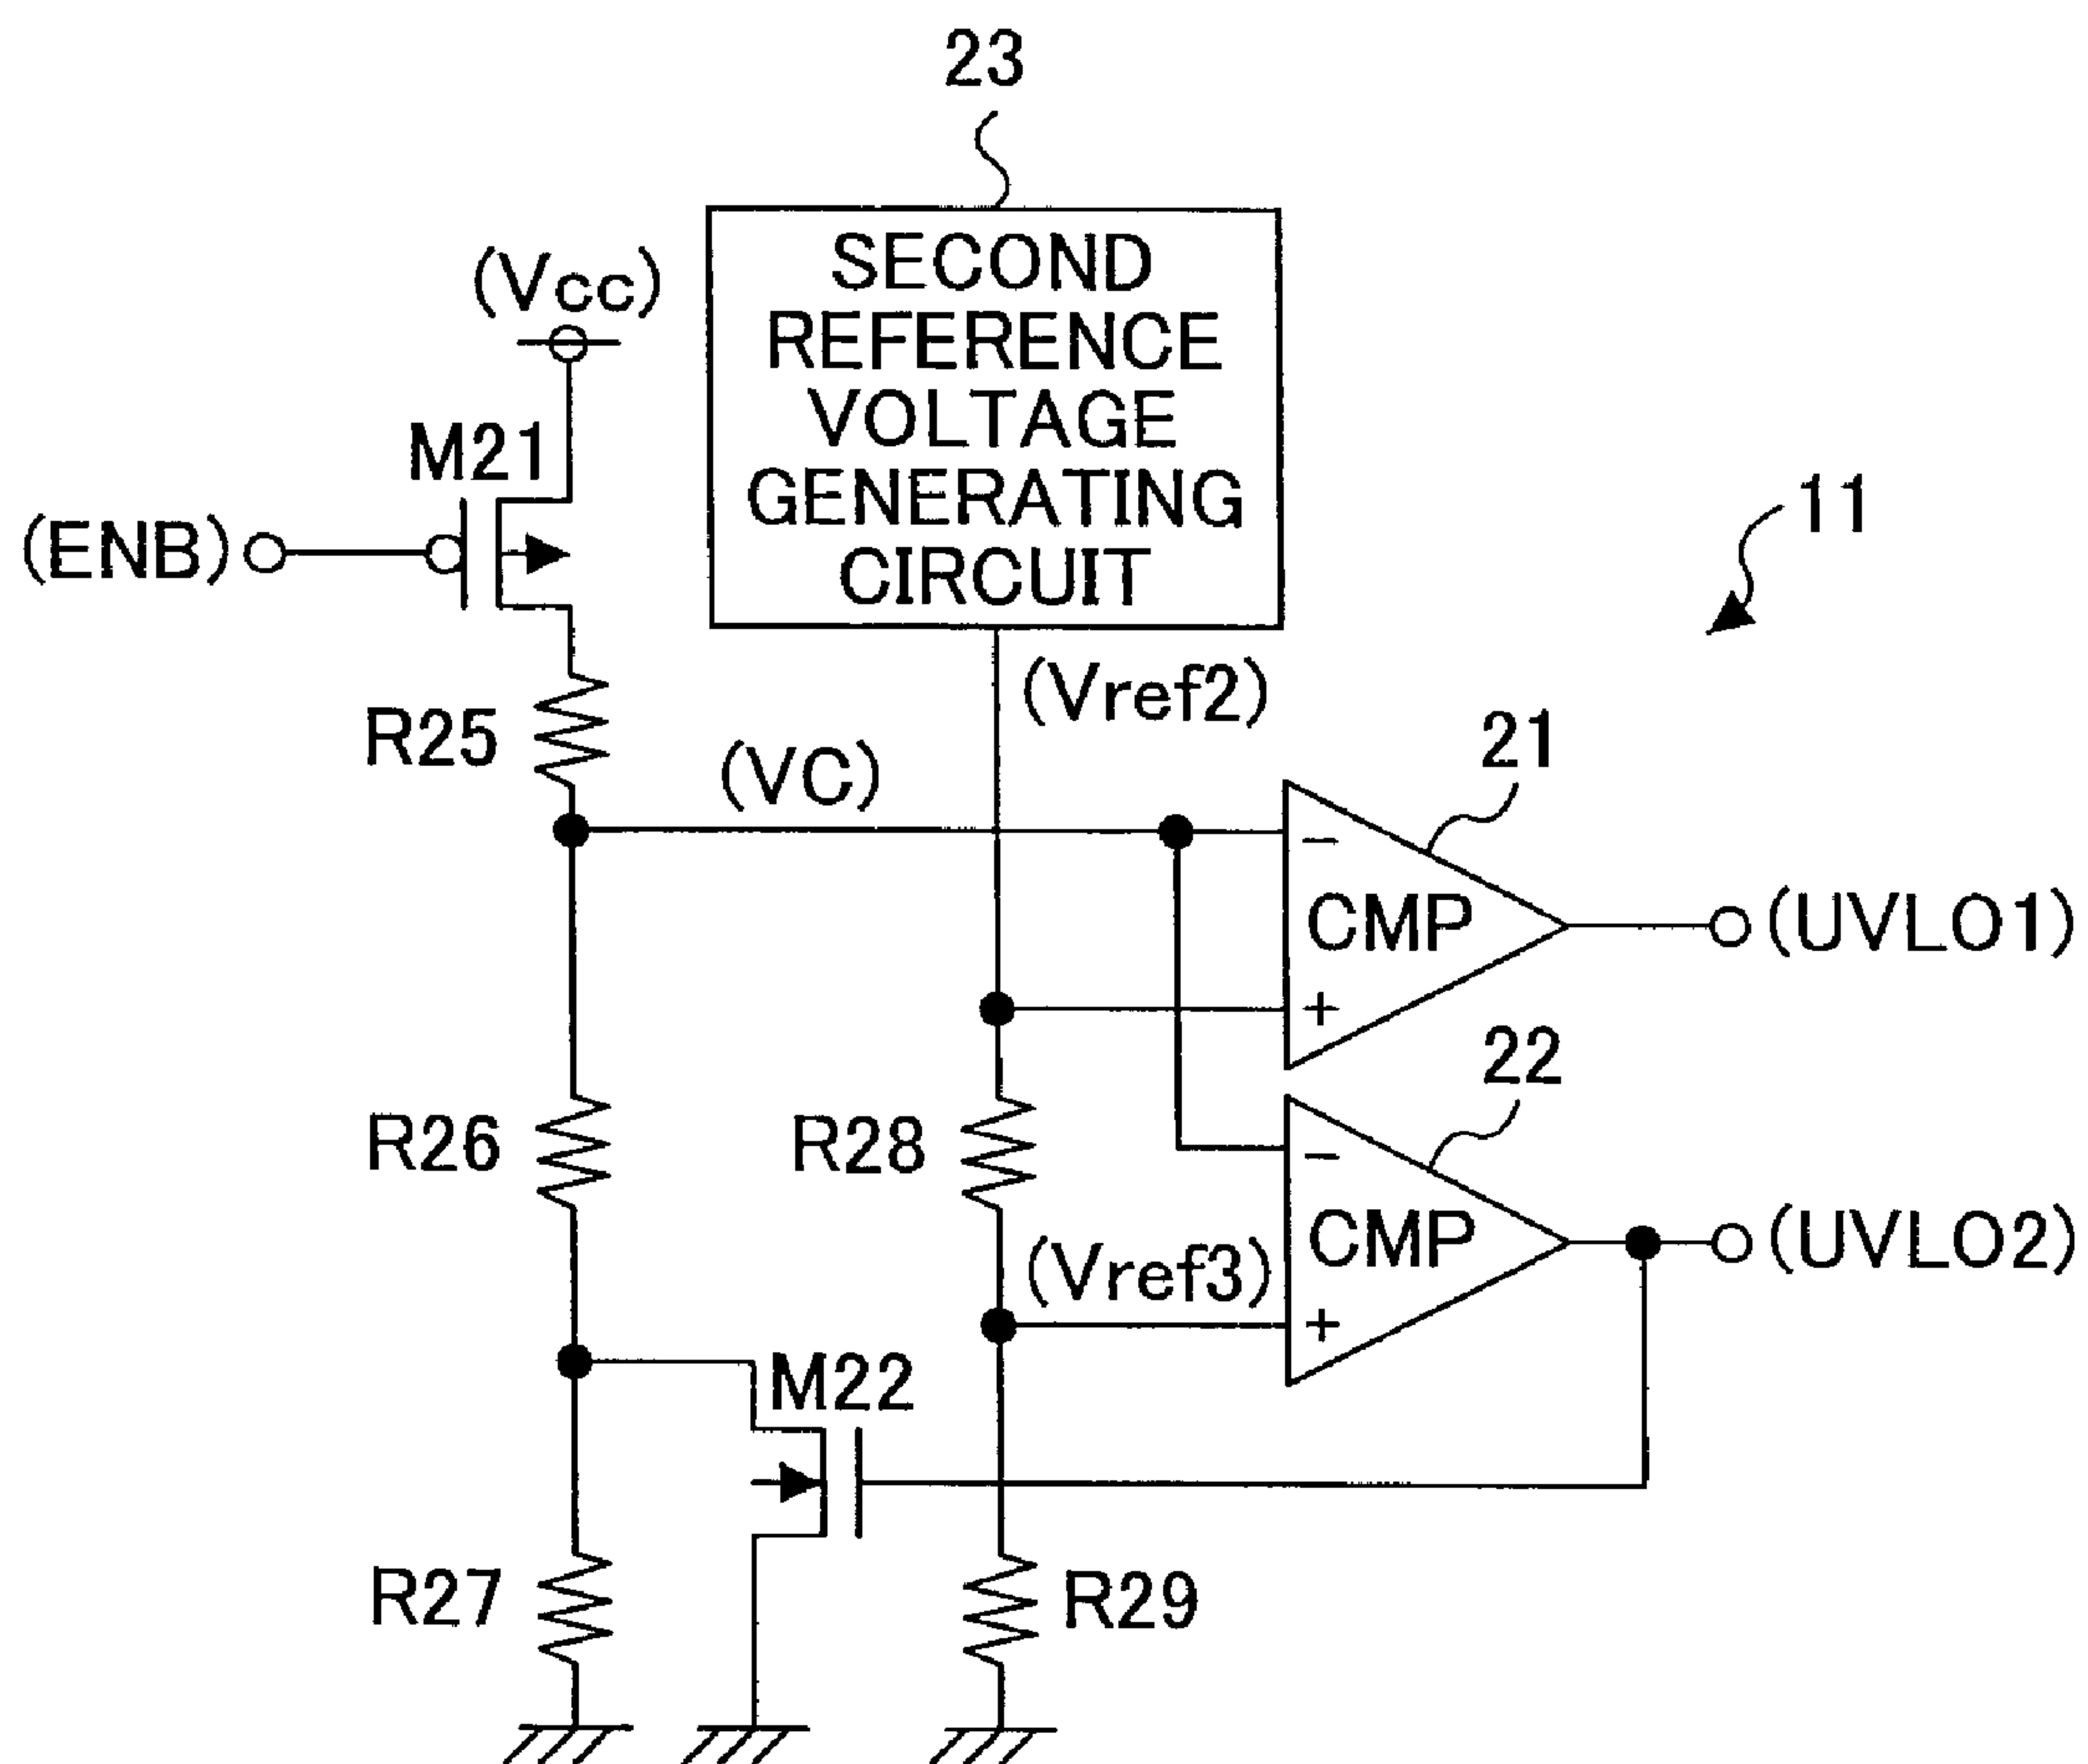 23
SECOND
REFERENCE
VOLTAGE
GENERATING
CIRCUIT
(Vcc)
M21
(ENB)
11
(Vref2)
R25
(VC)
21
−
CMP
+
(UVLO1)
22
R26
R28
−
CMP
+
(UVLO2)
(Vref3)
M22
R27
R29